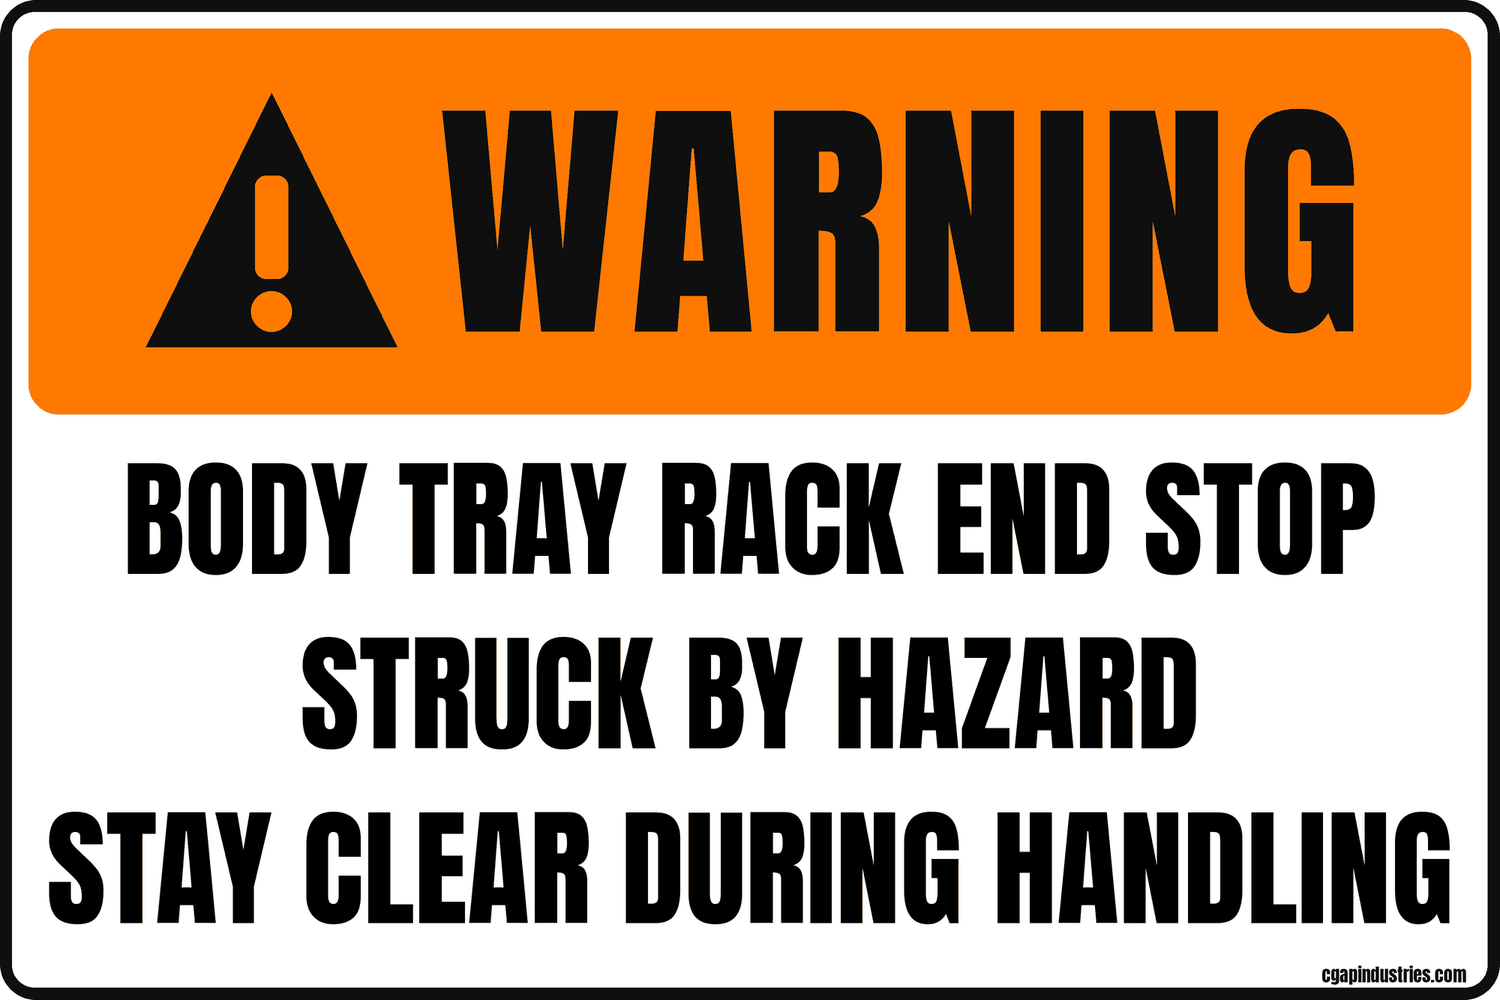 WARNING
BODY TRAY RACK END STOP
STRUCK BY HAZARD
STAY CLEAR DURING HANDLING
cgapindustries.com